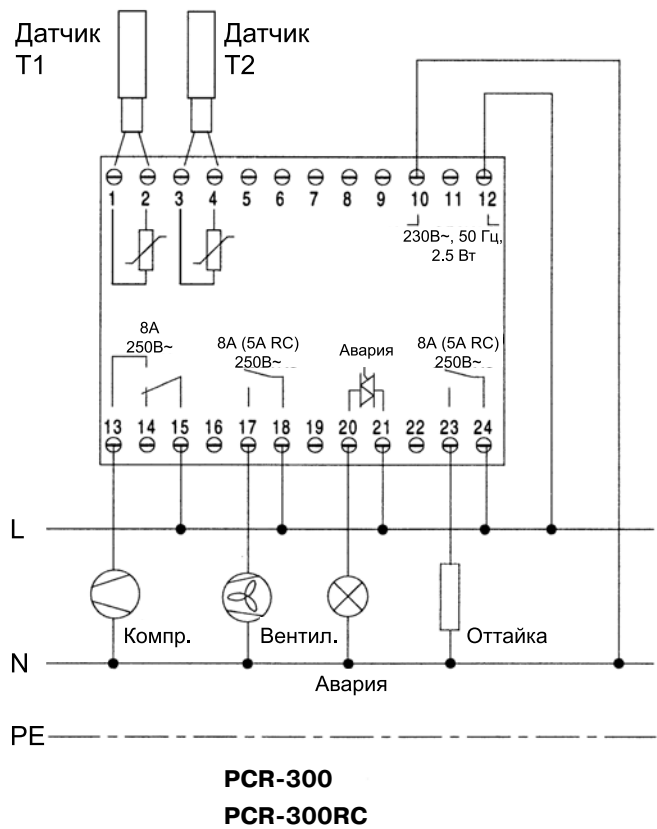 Датчик T1
Датчик T2
1 2 3 4 5 6 7 8 9 10 11 12
230В~, 50 Гц,
2.5 Вт
8А
250В~
8А (5А RC)
250В~
Авария
8А (5А RC)
250В~
13 14 15 16 17 18 19 20 21 22 23 24
L
Компр.
Вентил.
Оттайка
N
Авария
PE
PCR-300
PCR-300RC